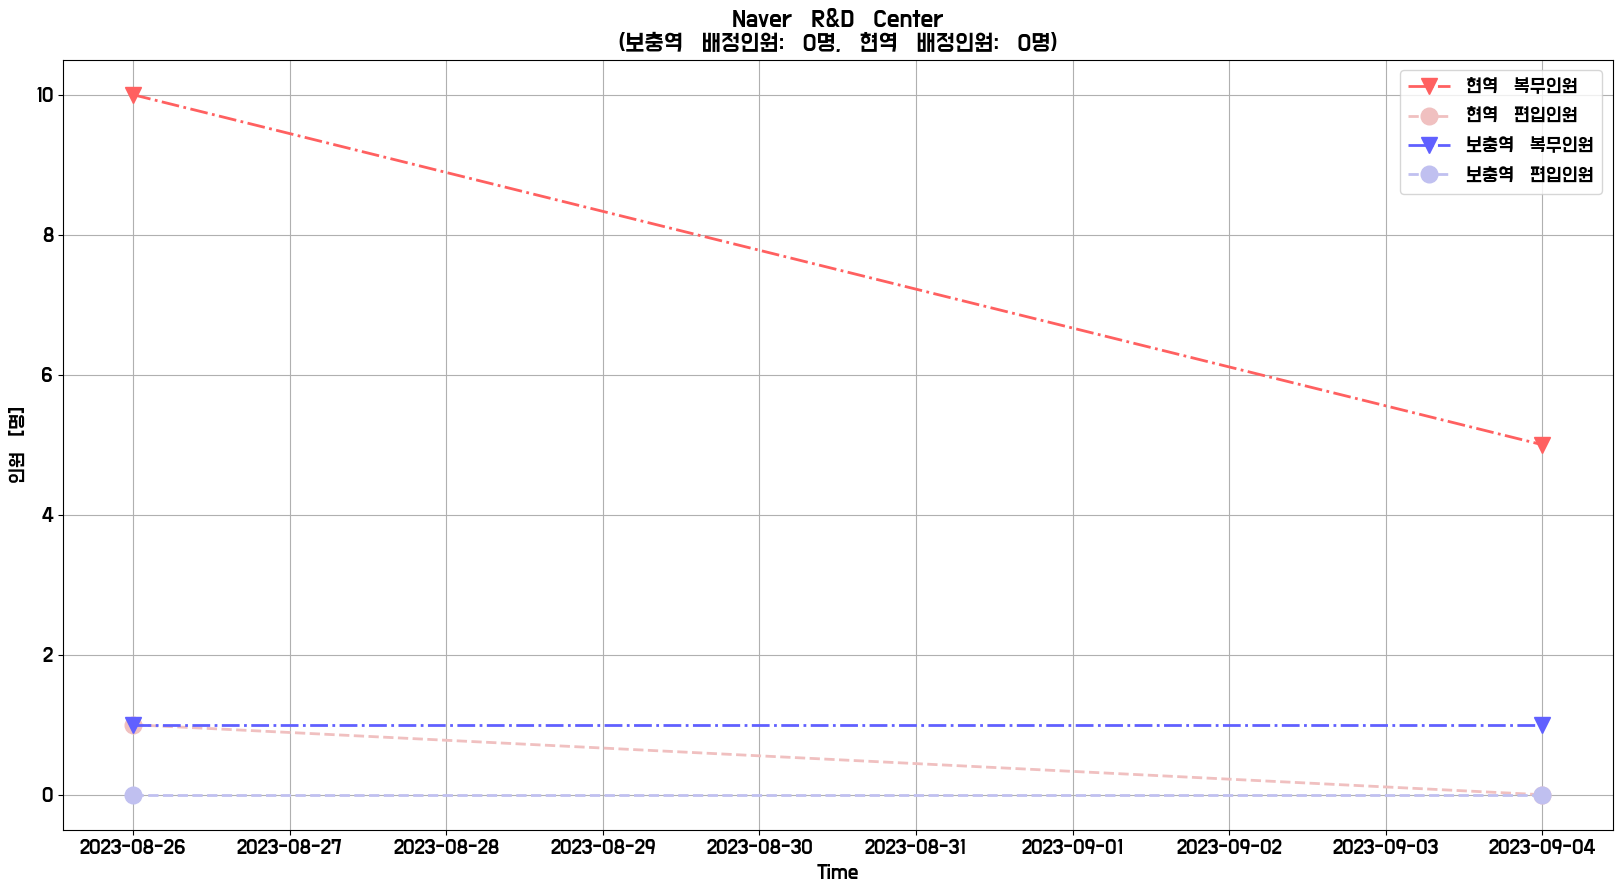 Naver R&D Center
(보충역 배정인원: 0명, 현역 배정인원: 0명)
현역 복무인원
현역 편입인원
보충역 복무인원
보충역 편입인원
인원 [명]
10
8
6
4
2
0
2023-08-26 2023-08-27 2023-08-28 2023-08-29 2023-08-30 2023-08-31 2023-09-01 2023-09-02 2023-09-03 2023-09-04
Time